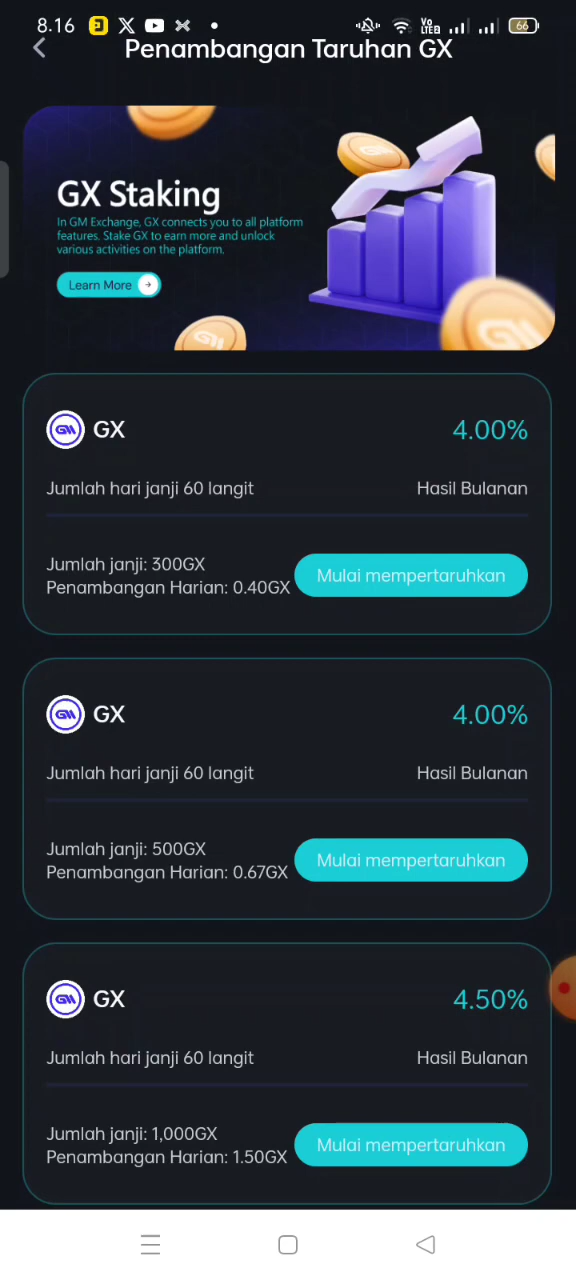 8.16
Vo
LTE
66
Penambangan Taruhan GX
GX Staking
In GM Exchange, GX connects you to all platform
features. Stake GX to earn more and unlock
various activities on the platform.
Learn More
GX
4.00%
Jumlah hari janji 60 langit
Hasil Bulanan
Jumlah janji: 300GX
Penambangan Harian: 0.40GX
Mulai mempertaruhkan
GX
4.00%
Jumlah hari janji 60 langit
Hasil Bulanan
Jumlah janji: 500GX
Penambangan Harian: 0.67GX
Mulai mempertaruhkan
GX
4.50%
Jumlah hari janji 60 langit
Hasil Bulanan
Jumlah janji: 1,000GX
Penambangan Harian: 1.50GX
Mulai mempertaruhkan